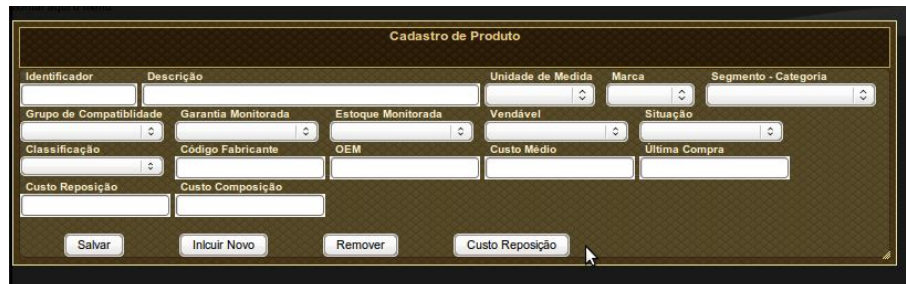 Cadastro de Produto
Identificador Descrição Unidade de Medida Marca Segmento - Categoria
Grupo de Compatiblidade Garantia Monitorada Estoque Monitorada Vendável Situação
Classificação Código Fabricante OEM Custo Médio Última Compra
Custo Reposição Custo Composição
Salvar Inlcuir Novo Remover Custo Reposição